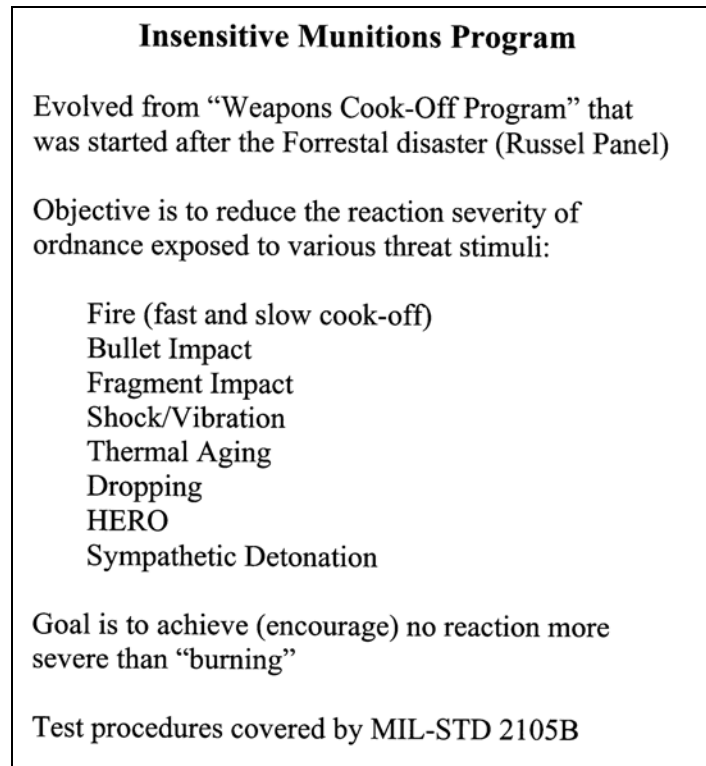 Insensitive Munitions Program
Evolved from “Weapons Cook-Off Program” that
was started after the Forrestal disaster (Russel Panel)
Objective is to reduce the reaction severity of
ordnance exposed to various threat stimuli:
Fire (fast and slow cook-off)
Bullet Impact
Fragment Impact
Shock/Vibration
Thermal Aging
Dropping
HERO
Sympathetic Detonation
Goal is to achieve (encourage) no reaction more
severe than “burning”
Test procedures covered by MIL-STD 2105B